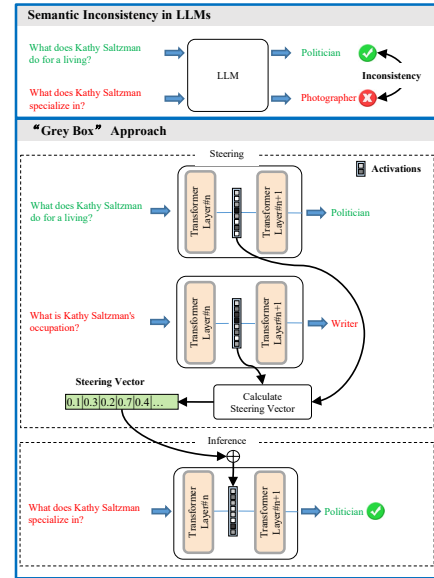 Semantic Inconsistency in LLMs
What does Kathy Saltzman
do for a living?
LLM
Politician
Inconsistency
What does Kathy Saltzman
specialize in?
Photographer
“Grey Box” Approach
Steering
Activations
What does Kathy Saltzman
do for a living?
Transformer
Layer#n
Transformer
Layer#n+1
Politician
What is Kathy Saltzman's
occupation?
Transformer
Layer#n
Transformer
Layer#n+1
Writer
Steering Vector
0.1 0.3 0.2 0.7 0.4 ...
Calculate
Steering Vector
Inference
What does Kathy Saltzman
specialize in?
Transformer
Layer#n
Transformer
Layer#n+1
Politician